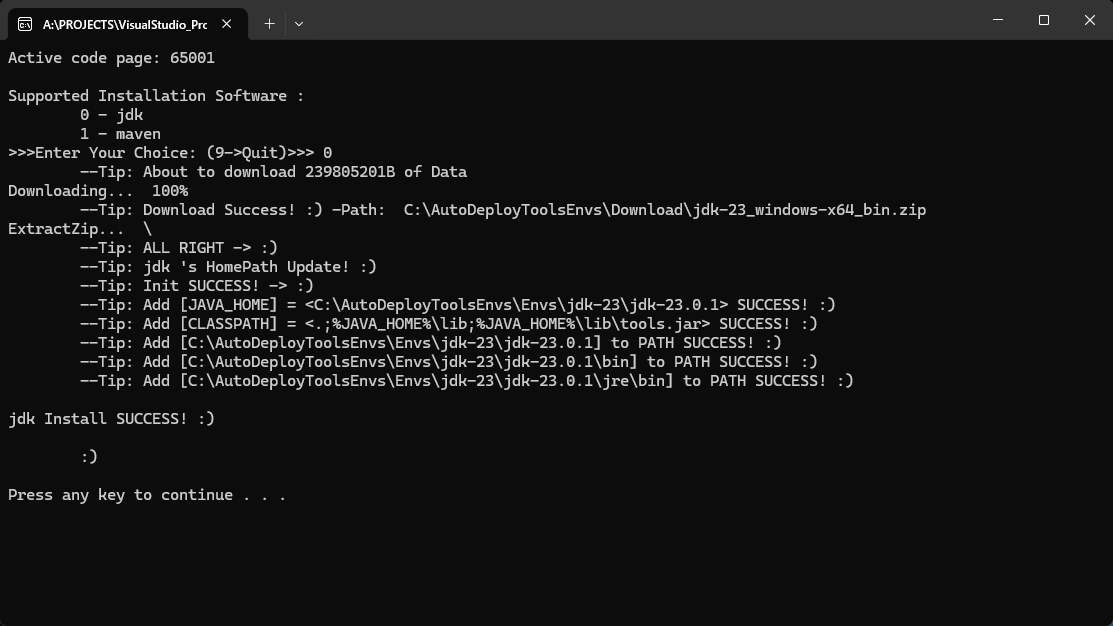 A:\PROJECTS\VisualStudio_Prc
Active code page: 65001
Supported Installation Software :
0 - jdk
1 - maven
>>>Enter Your Choice: (9->Quit)>>> 0
--Tip: About to download 239805201B of Data
Downloading...  100%
--Tip: Download Success! :) -Path:  C:\AutoDeployToolsEnvs\Download\jdk-23_windows-x64_bin.zip
ExtractZip...  \
--Tip: ALL RIGHT -> :)
--Tip: jdk 's HomePath Update! :)
--Tip: Init SUCCESS! -> :)
--Tip: Add [JAVA_HOME] = <C:\AutoDeployToolsEnvs\Envs\jdk-23\jdk-23.0.1> SUCCESS! :)
--Tip: Add [CLASSPATH] = <.;%JAVA_HOME%\lib;%JAVA_HOME%\lib\tools.jar> SUCCESS! :)
--Tip: Add [C:\AutoDeployToolsEnvs\Envs\jdk-23\jdk-23.0.1] to PATH SUCCESS! :)
--Tip: Add [C:\AutoDeployToolsEnvs\Envs\jdk-23\jdk-23.0.1\bin] to PATH SUCCESS! :)
--Tip: Add [C:\AutoDeployToolsEnvs\Envs\jdk-23\jdk-23.0.1\jre\bin] to PATH SUCCESS! :)
jdk Install SUCCESS! :)
:)
Press any key to continue . . .